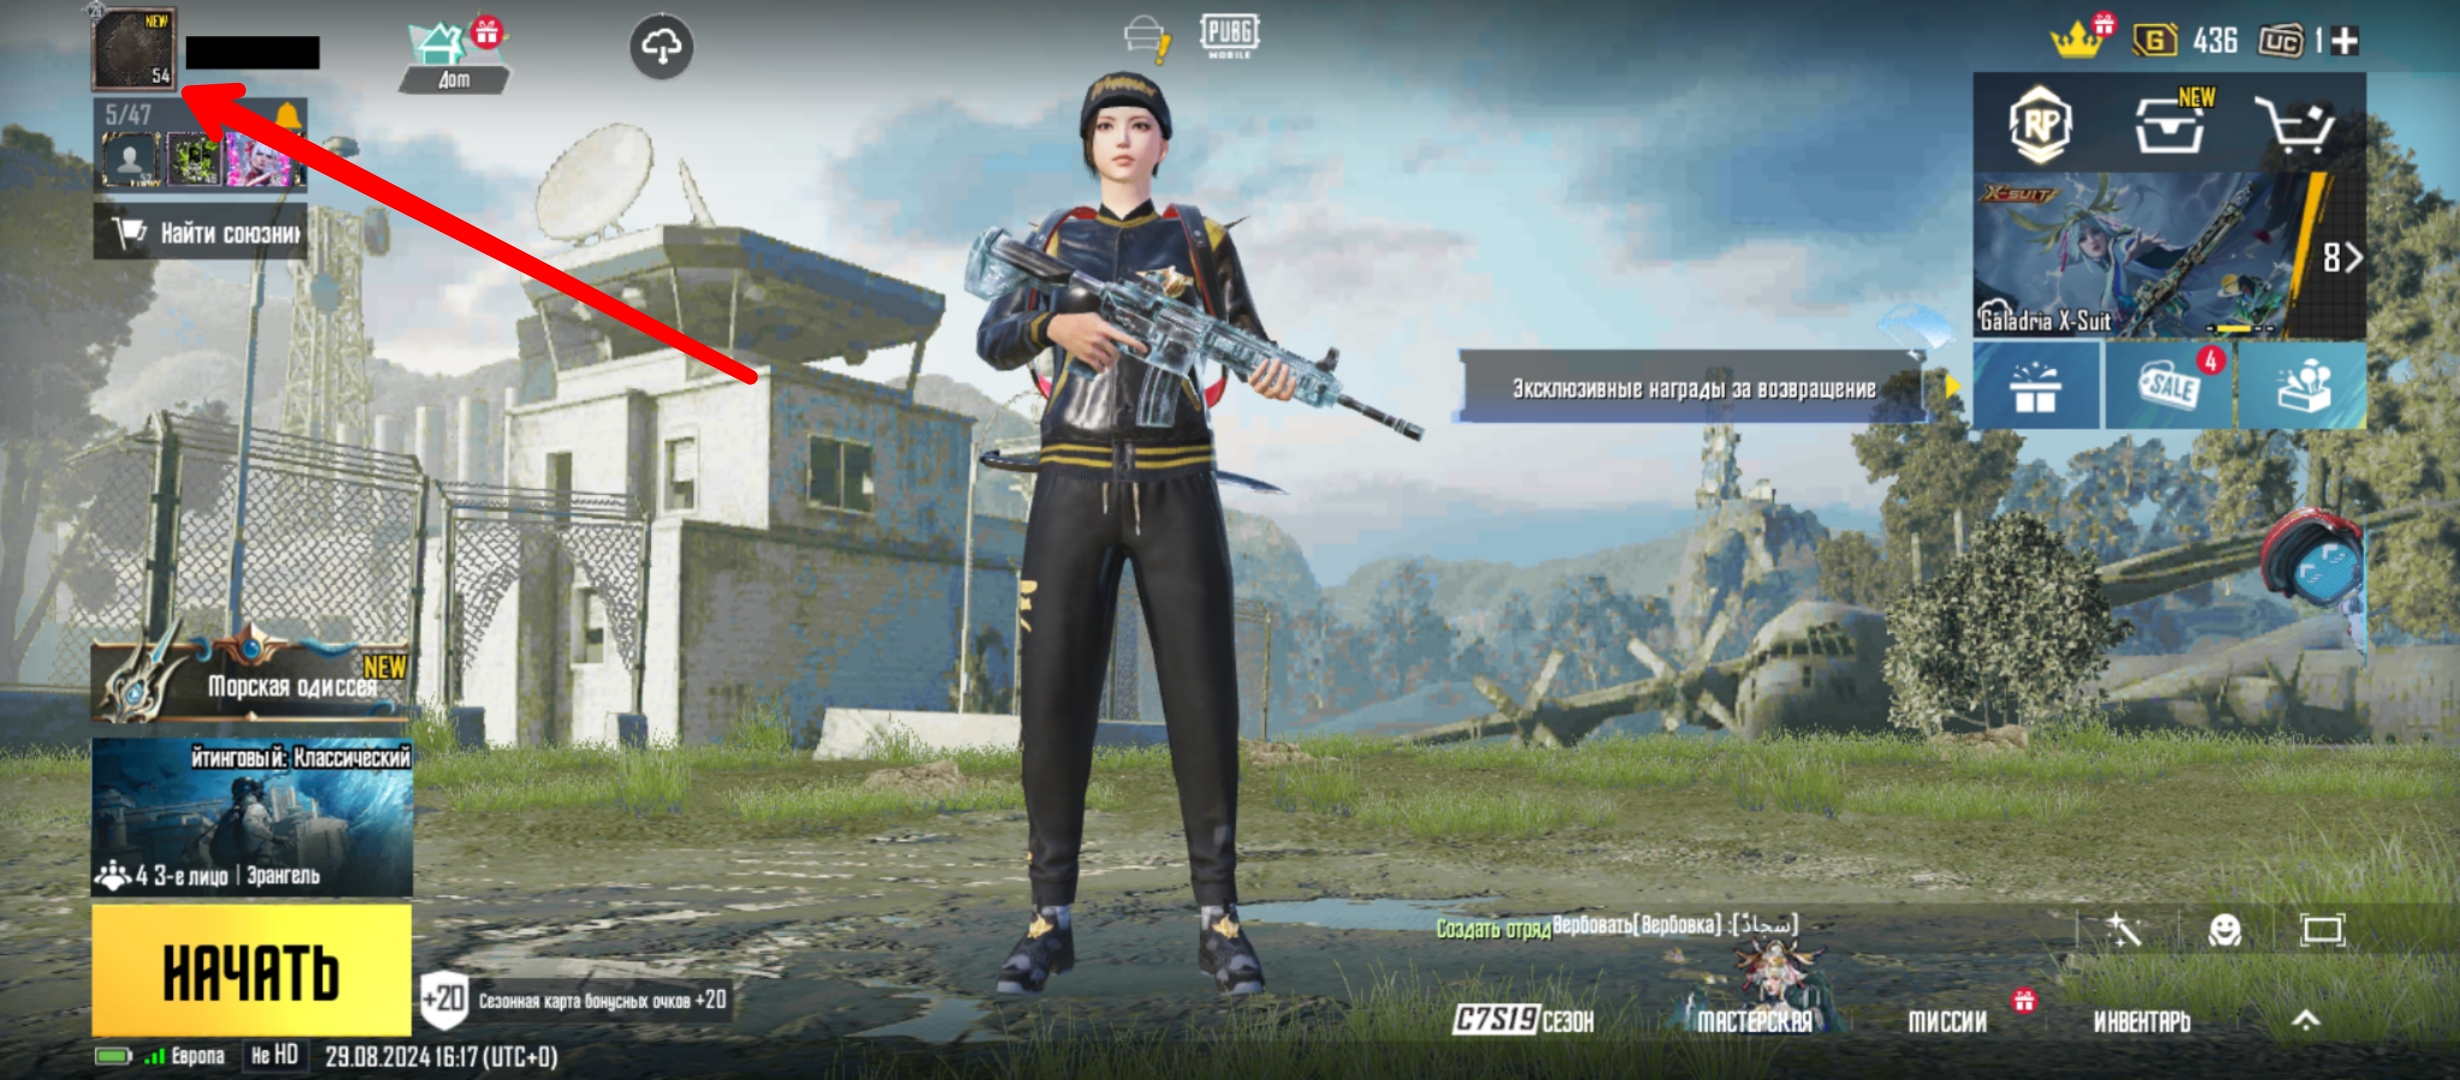 NEW
54
Дом
PUBG
MOBILE
436
UC
1
5/47
Найти союзник
RP
NEW
X-SUIT
8
Galadria X-Suit
Эксклюзивные награды за возвращение
SALE
4
NEW
Морская одиссея
йтинговый: Классический
4 3-е лицо | Эрангель
НАЧАТЬ
+20
Сезонная карта бонусных очков +20
Создать отряд Вербовать[Вербовка] :[سجاد]
C7S19 СЕЗОН
МАСТЕРСКАЯ
МИССИИ
ИНВЕНТАРЬ
Европа
Не HD
29.08.2024 16:17 (UTC+0)